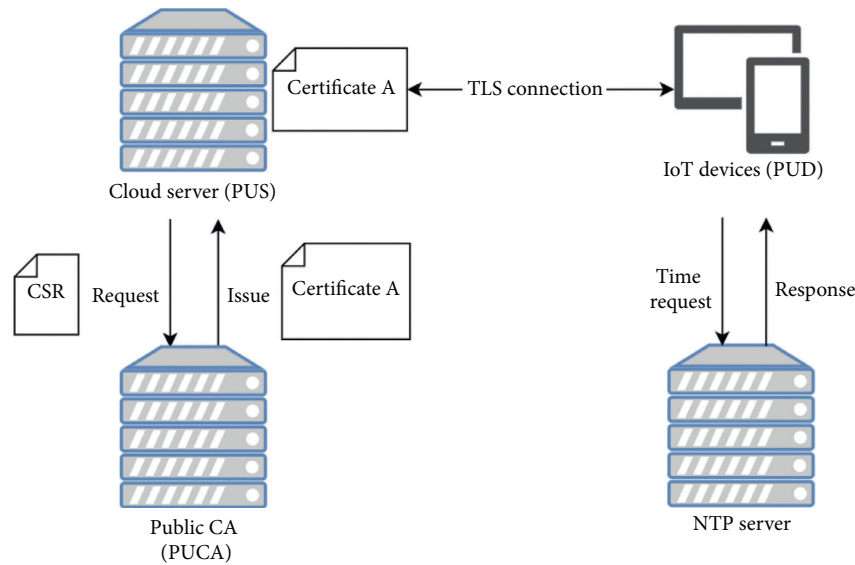 Certificate A
TLS connection
Cloud server (PUS)
IoT devices (PUD)
CSR
Request
Issue
Certificate A
Time
request
Response
Public CA
(PUCA)
NTP server